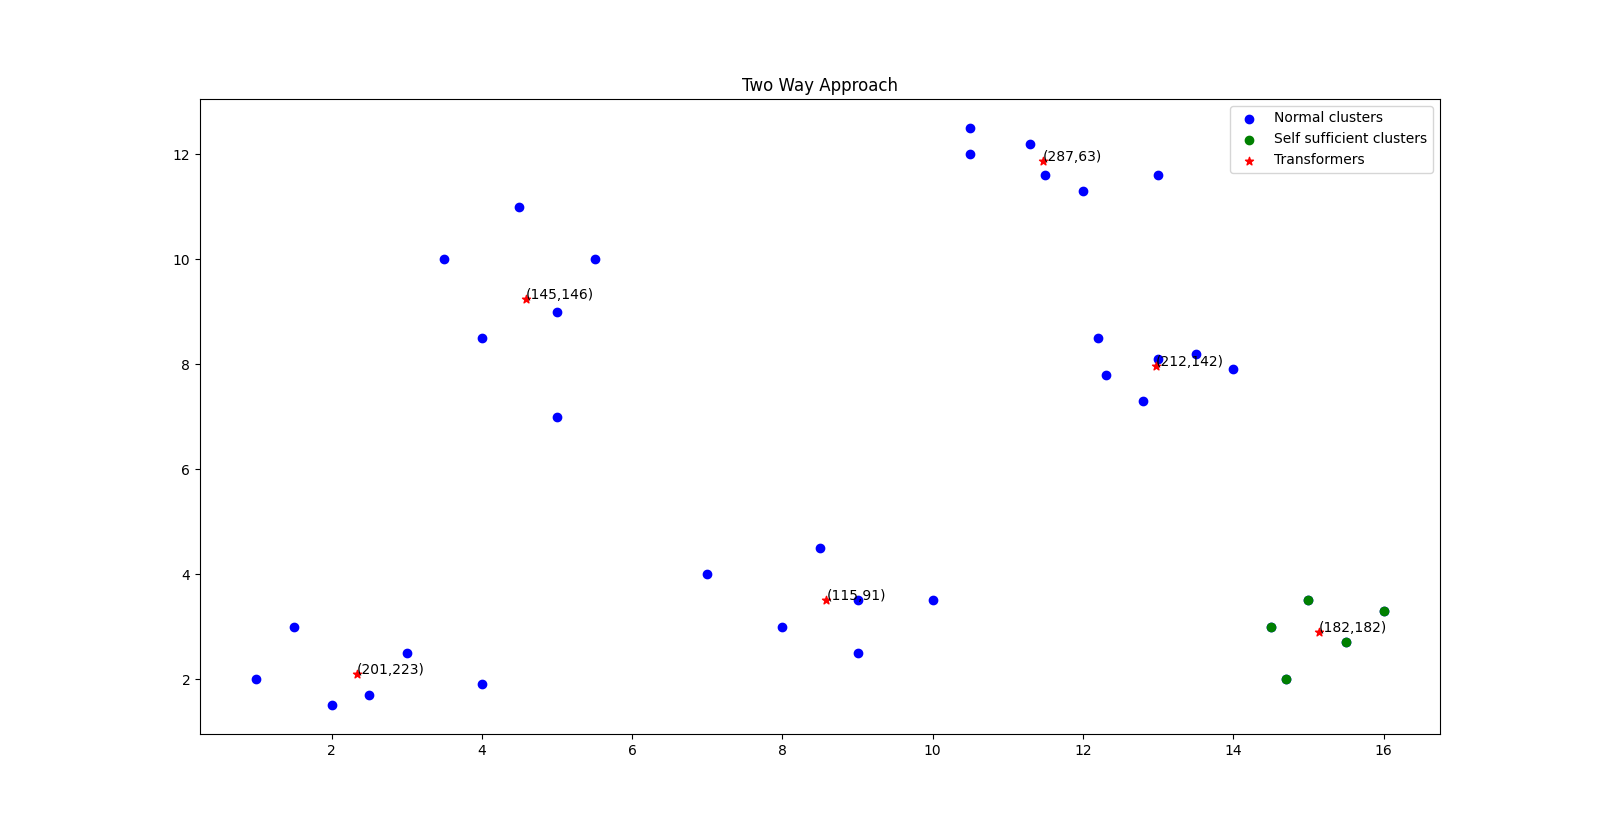 Two Way Approach
Normal clusters
Self sufficient clusters
Transformers
12
10
8
6
4
2
(287,63)
(145,146)
(212,142)
(115,91)
(182,182)
(201,223)
2 4 6 8 10 12 14 16